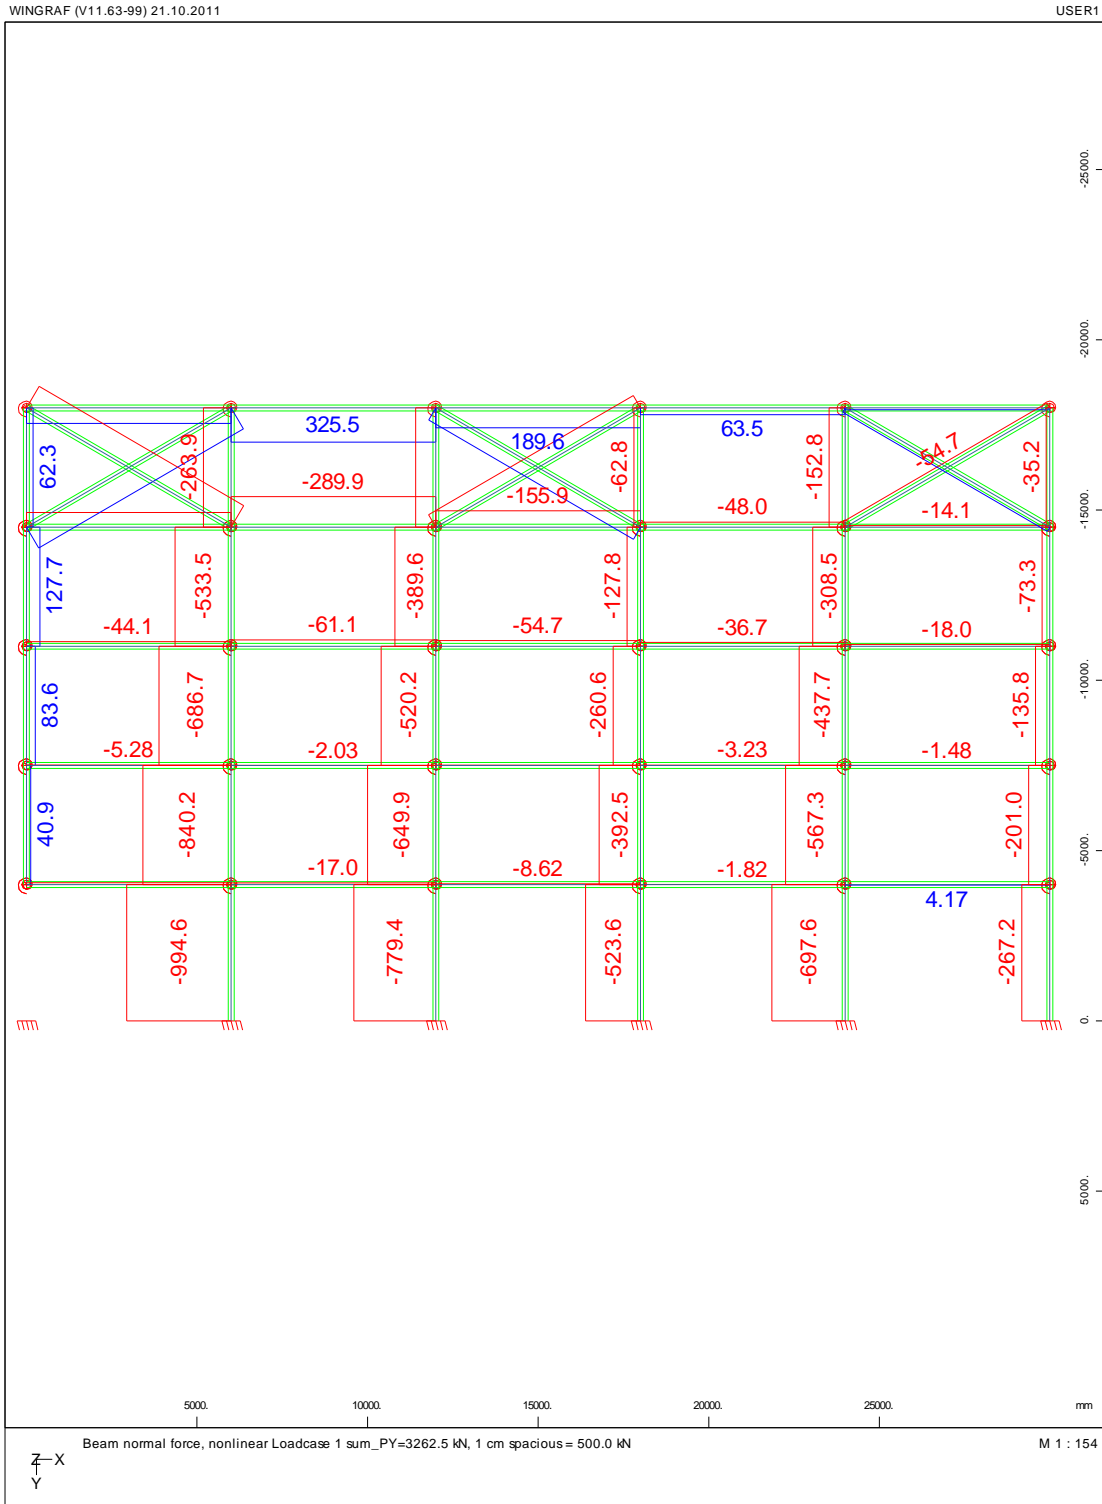 WINGRAF (V11.63-99) 21.10.2011 USER1
-25000.
-20000.
325.5 63.5
62.3 -263.9 189.6 -62.8 -152.8 -54.7 -35.2
-289.9 -155.9 -48.0 -14.1
-15000.
127.7 -533.5 -389.6 -127.8 -308.5 -73.3
-44.1 -61.1 -54.7 -36.7 -18.0
83.6 -686.7 -520.2 -260.6 -437.7 -135.8
-10000.
-5.28 -2.03 -3.23 -1.48
40.9 -840.2 -649.9 -392.5 -567.3 -201.0
-5000.
-17.0 -8.62 -1.82
4.17
-994.6 -779.4 -523.6 -697.6 -267.2
0.
5000.
5000. 10000. 15000. 20000. 25000. mm
Beam normal force, nonlinear Loadcase 1 sum_PY=3262.5 kN, 1 cm spacious = 500.0 kN M 1 : 154
Z X
Y